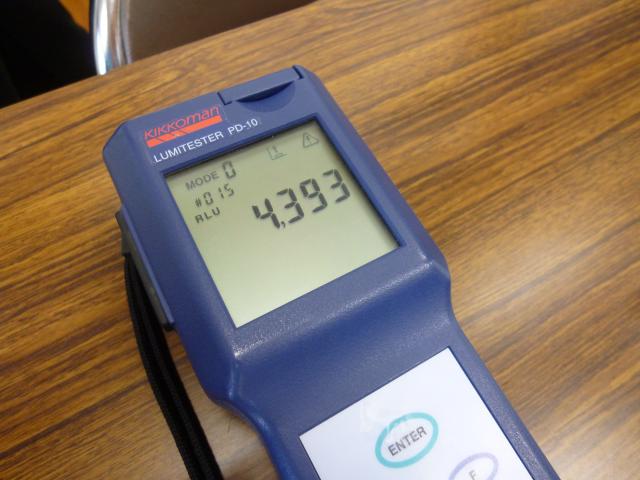 KIKKOMAN
LUMITESTER PD-10
MODE 0
#015
RLU
4,393
ENTER
F